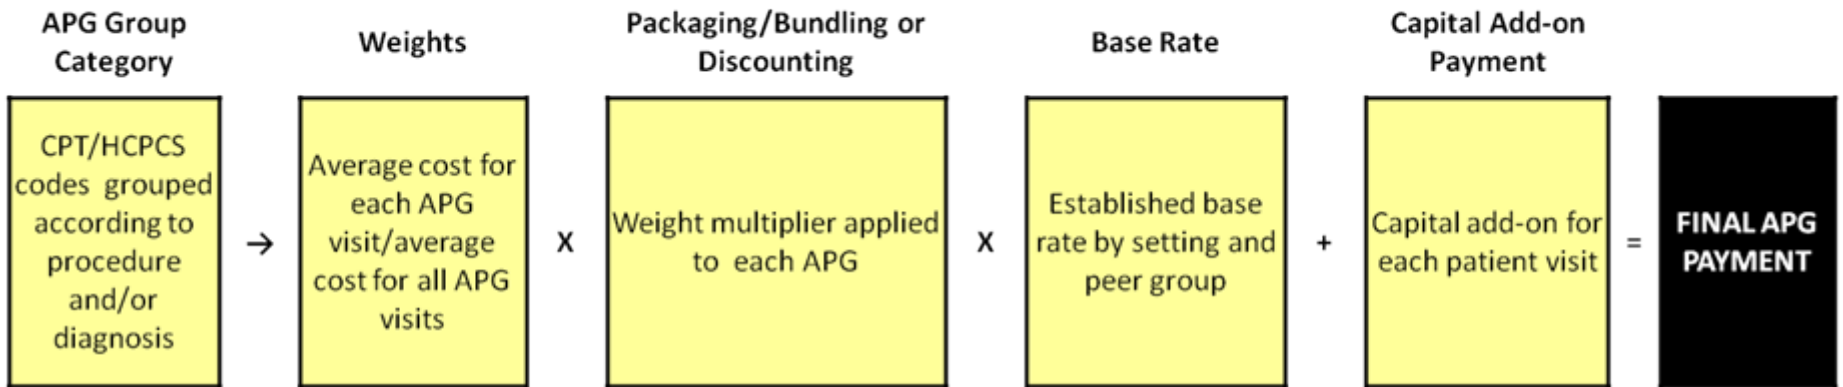 APG Group
Category
Weights
Packaging/Bundling or
Discounting
Base Rate
Capital Add-on
Payment
CPT/HCPCS
codes grouped
according to
procedure
and/or
diagnosis
→
Average cost for
each APG
visit/average
cost for all APG
visits
X
Weight multiplier applied
to each APG
X
Established base
rate by setting and
peer group
+
Capital add-on for
each patient visit
=
FINAL APG
PAYMENT